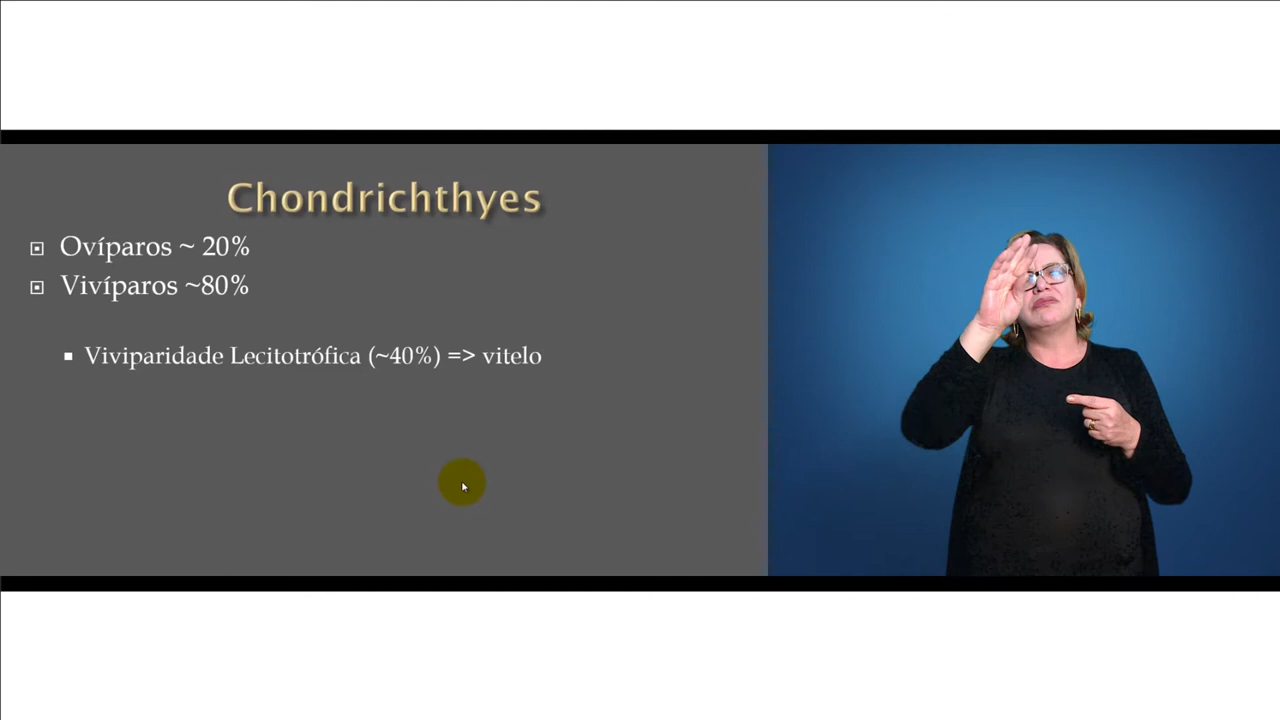 Chondrichthyes
Ovíparos ~ 20%
Vivíparos ~80%
Viviparidade Lecitotrófica (~40%) => vitelo